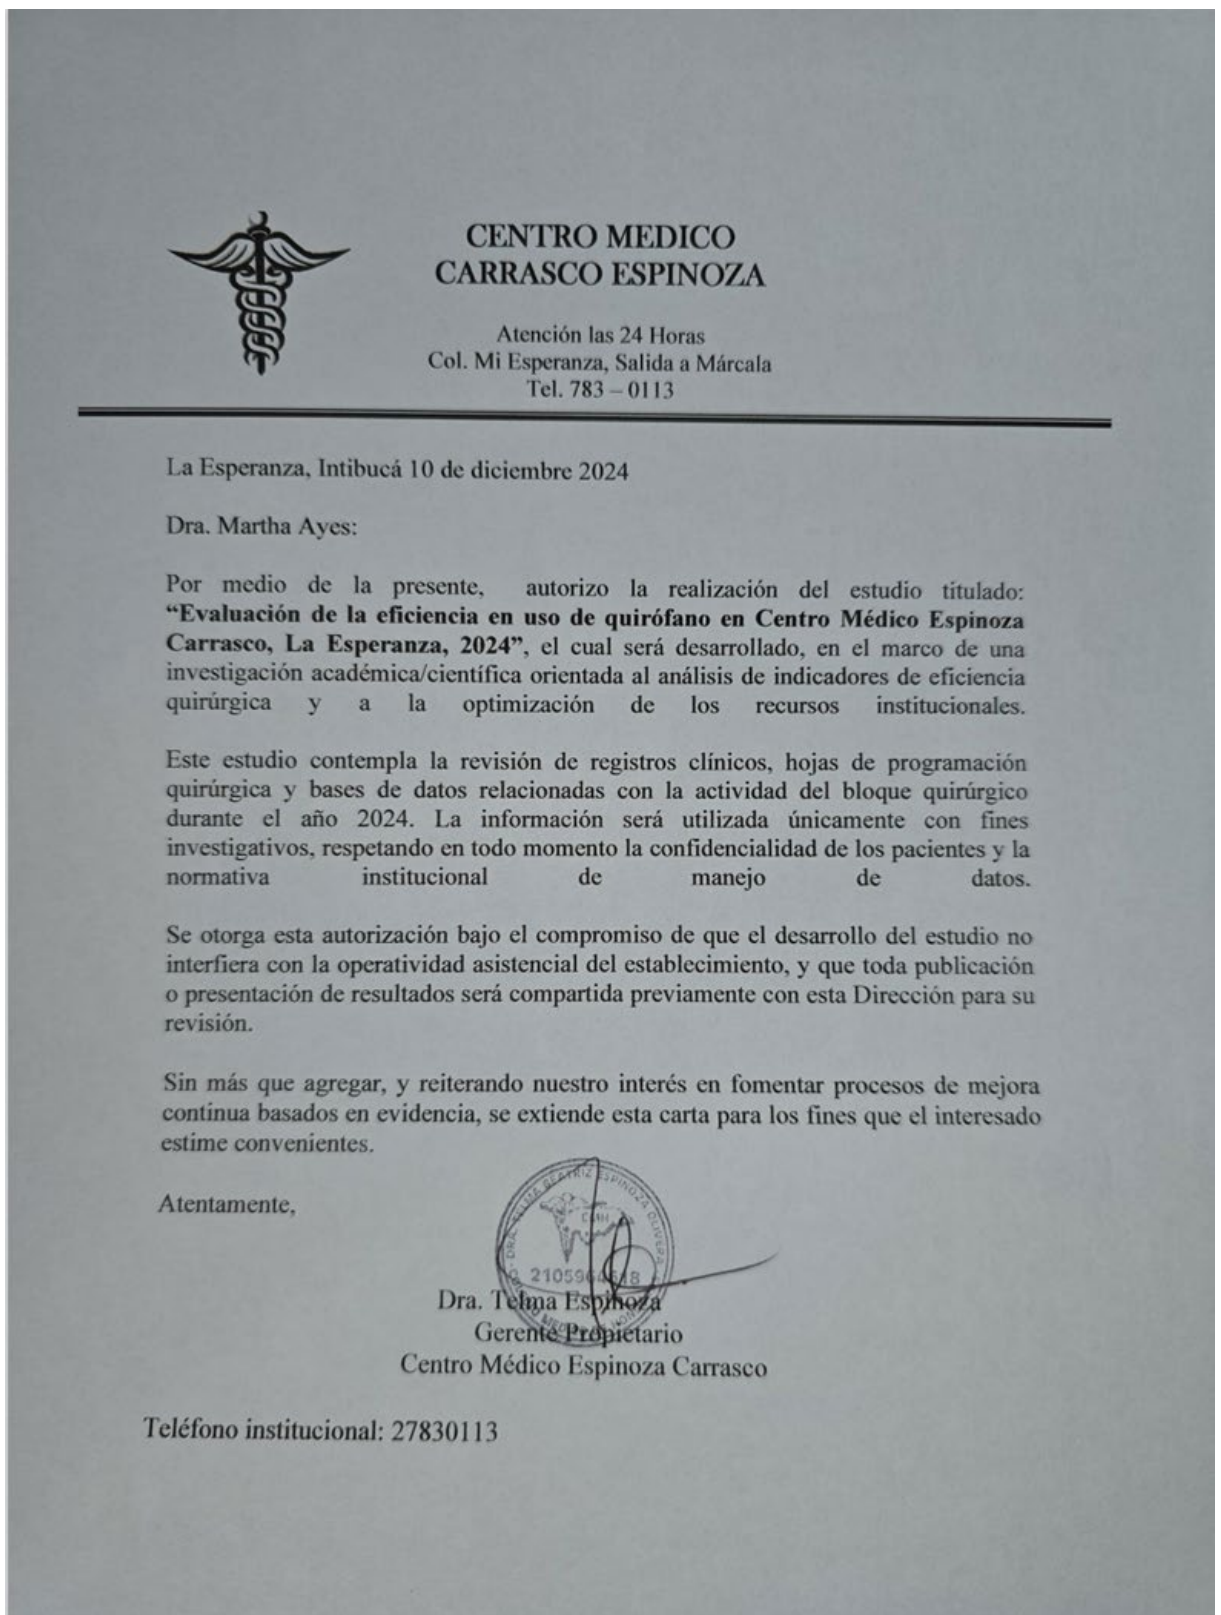 CENTRO MEDICO
CARRASCO ESPINOZA
Atención las 24 Horas
Col. Mi Esperanza, Salida a Márcala
Tel. 783 – 0113
La Esperanza, Intibucá 10 de diciembre 2024
Dra. Martha Ayes:
Por medio de la presente, autorizo la realización del estudio titulado:
“Evaluación de la eficiencia en uso de quirófano en Centro Médico Espinoza
Carrasco, La Esperanza, 2024”, el cual será desarrollado, en el marco de una
investigación académica/científica orientada al análisis de indicadores de eficiencia
quirúrgica y a la optimización de los recursos institucionales.
Este estudio contempla la revisión de registros clínicos, hojas de programación
quirúrgica y bases de datos relacionadas con la actividad del bloque quirúrgico
durante el año 2024. La información será utilizada únicamente con fines
investigativos, respetando en todo momento la confidencialidad de los pacientes y la
normativa institucional de manejo de datos.
Se otorga esta autorización bajo el compromiso de que el desarrollo del estudio no
interfiera con la operatividad asistencial del establecimiento, y que toda publicación
o presentación de resultados será compartida previamente con esta Dirección para su
revisión.
Sin más que agregar, y reiterando nuestro interés en fomentar procesos de mejora
continua basados en evidencia, se extiende esta carta para los fines que el interesado
estime convenientes.
Atentamente,
DRA. TELMA BEATRIZ ESPINOZA OLIVERA
CMH
Dra. Telma Espinoza
Gerente Propietario
Centro Médico Espinoza Carrasco
Teléfono institucional: 27830113